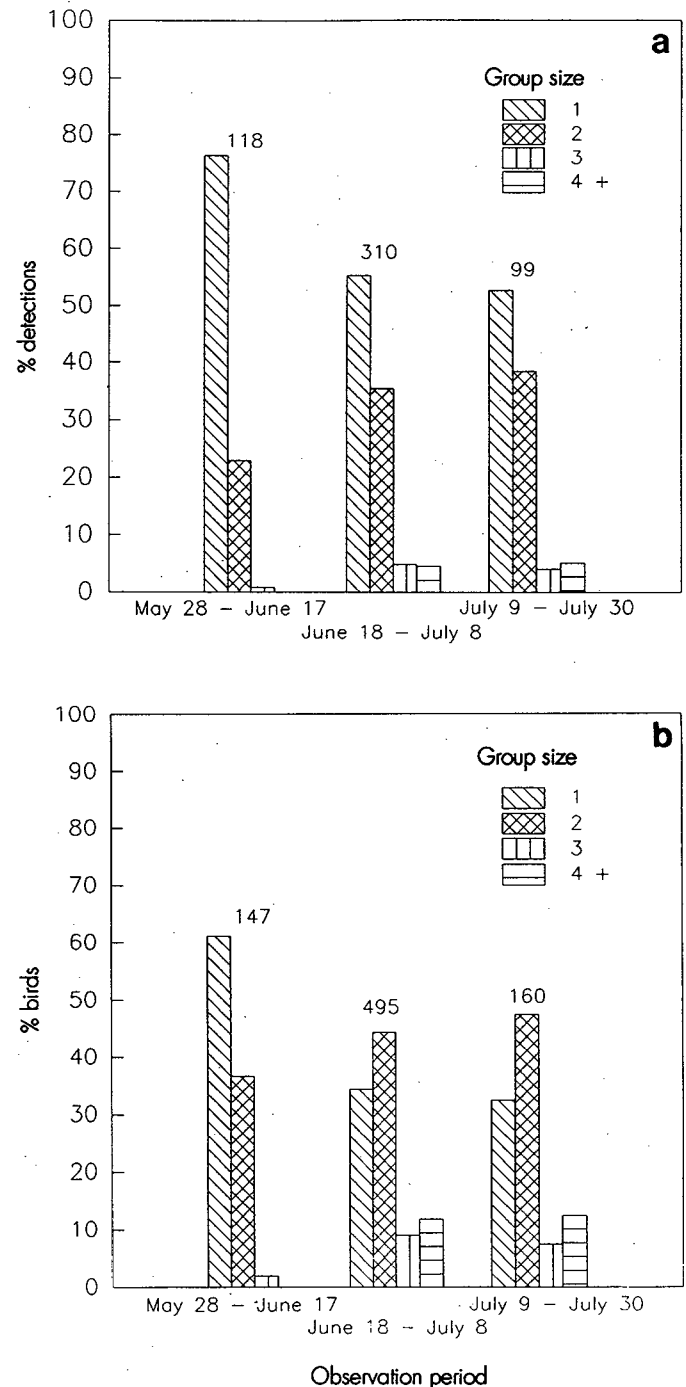 a
100
90
80
70
60
50
40
30
20
10
0
% detections
Group size
1
2
3
4 +
118
310
99
May 28 – June 17
July 9 – July 30
June 18 – July 8
b
100
90
80
70
60
50
40
30
20
10
0
% birds
Group size
1
2
3
4 +
147
495
160
May 28 – June 17
July 9 – July 30
June 18 – July 8
Observation period